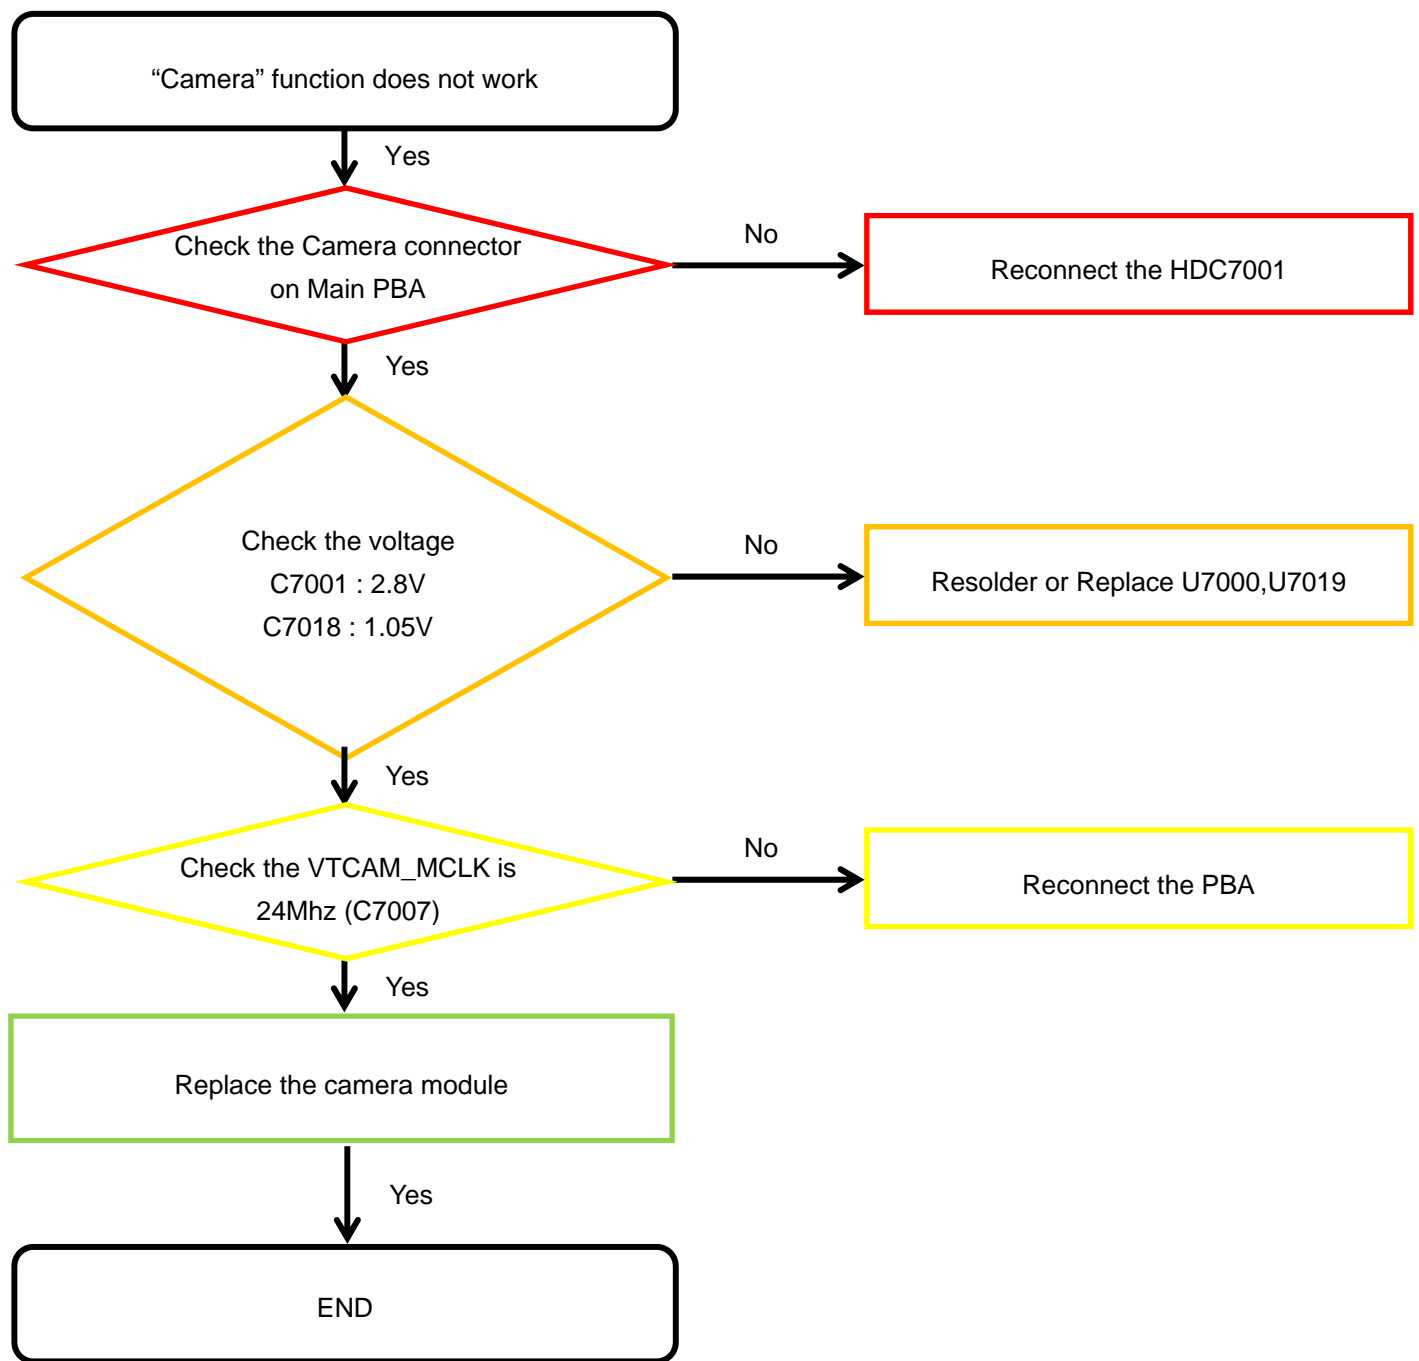 “Camera” function does not work
Yes
Check the Camera connector
on Main PBA
No
Reconnect the HDC7001
Yes
Check the voltage
C7001 : 2.8V
C7018 : 1.05V
No
Resolder or Replace U7000,U7019
Yes
Check the VTCAM_MCLK is
24Mhz (C7007)
No
Reconnect the PBA
Yes
Replace the camera module
Yes
END